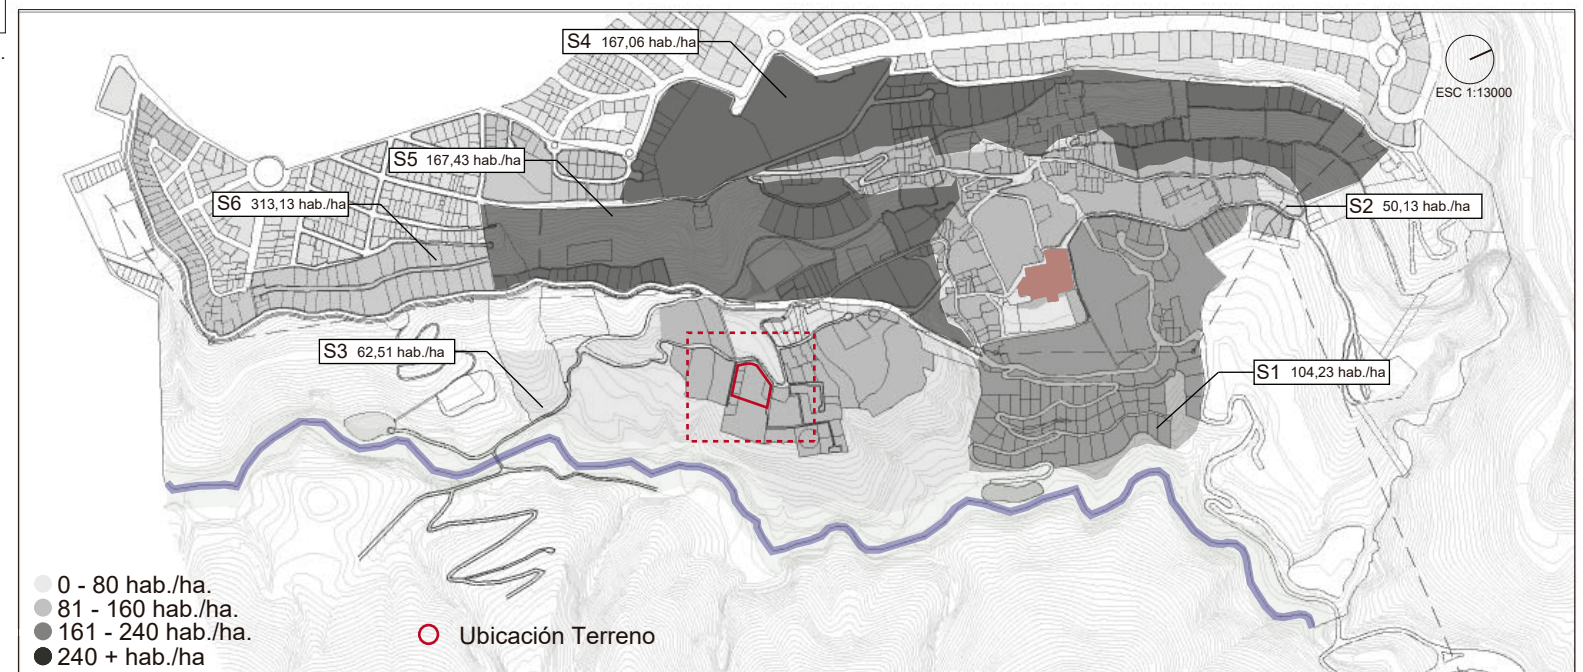 S4 167,06 hab./ha
ESC 1:13000
S5 167,43 hab./ha
S6 313,13 hab./ha
S2 50,13 hab./ha
S3 62,51 hab./ha
S1 104,23 hab./ha
0 - 80 hab./ha.
81 - 160 hab./ha.
161 - 240 hab./ha.
240 + hab./ha
Ubicación Terreno